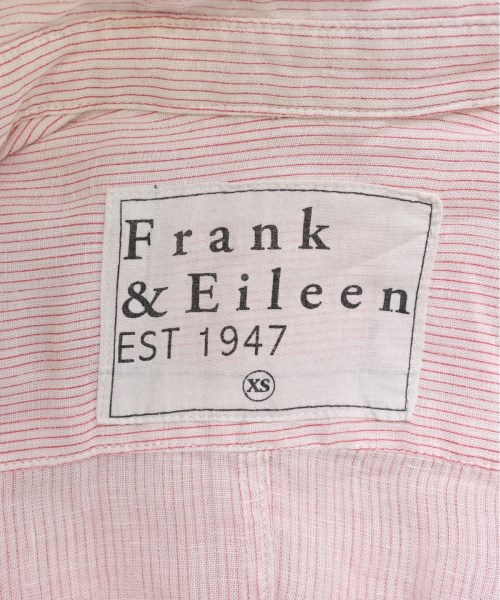 Frank
& Eileen
EST 1947
XS